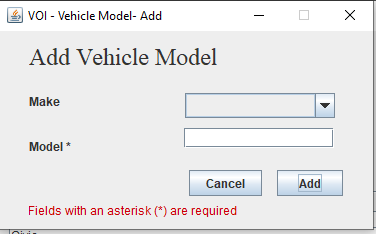 VOI - Vehicle Model- Add
Add Vehicle Model
Make
Model *
Cancel Add
Fields with an asterisk (*) are required